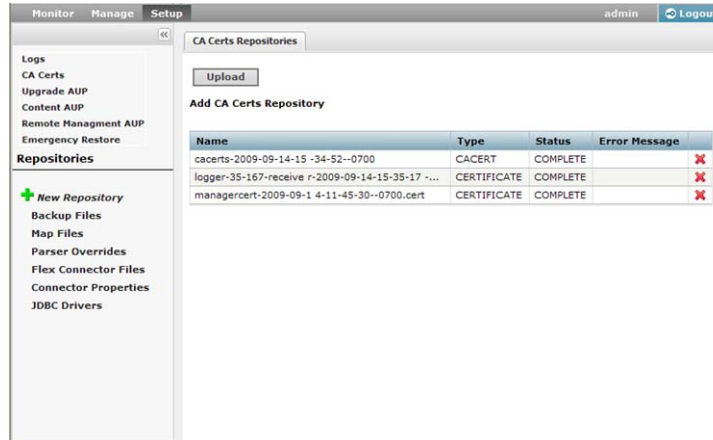 Monitor Manage Setup admin Logou
CA Certs Repositories
Logs
CA Certs
Upgrade AUP
Content AUP
Remote Managment AUP
Emergency Restore
Repositories
New Repository
Backup Files
Map Files
Parser Overrides
Flex Connector Files
Connector Properties
JDBC Drivers
Upload
Add CA Certs Repository
Name Type Status Error Message
cacerts-2009-09-14-15 -34-52--0700 CACERT COMPLETE
logger-35-167-receive r-2009-09-14-15-35-17 -... CERTIFICATE COMPLETE
managercert-2009-09-1 4-11-45-30--0700.cert CERTIFICATE COMPLETE